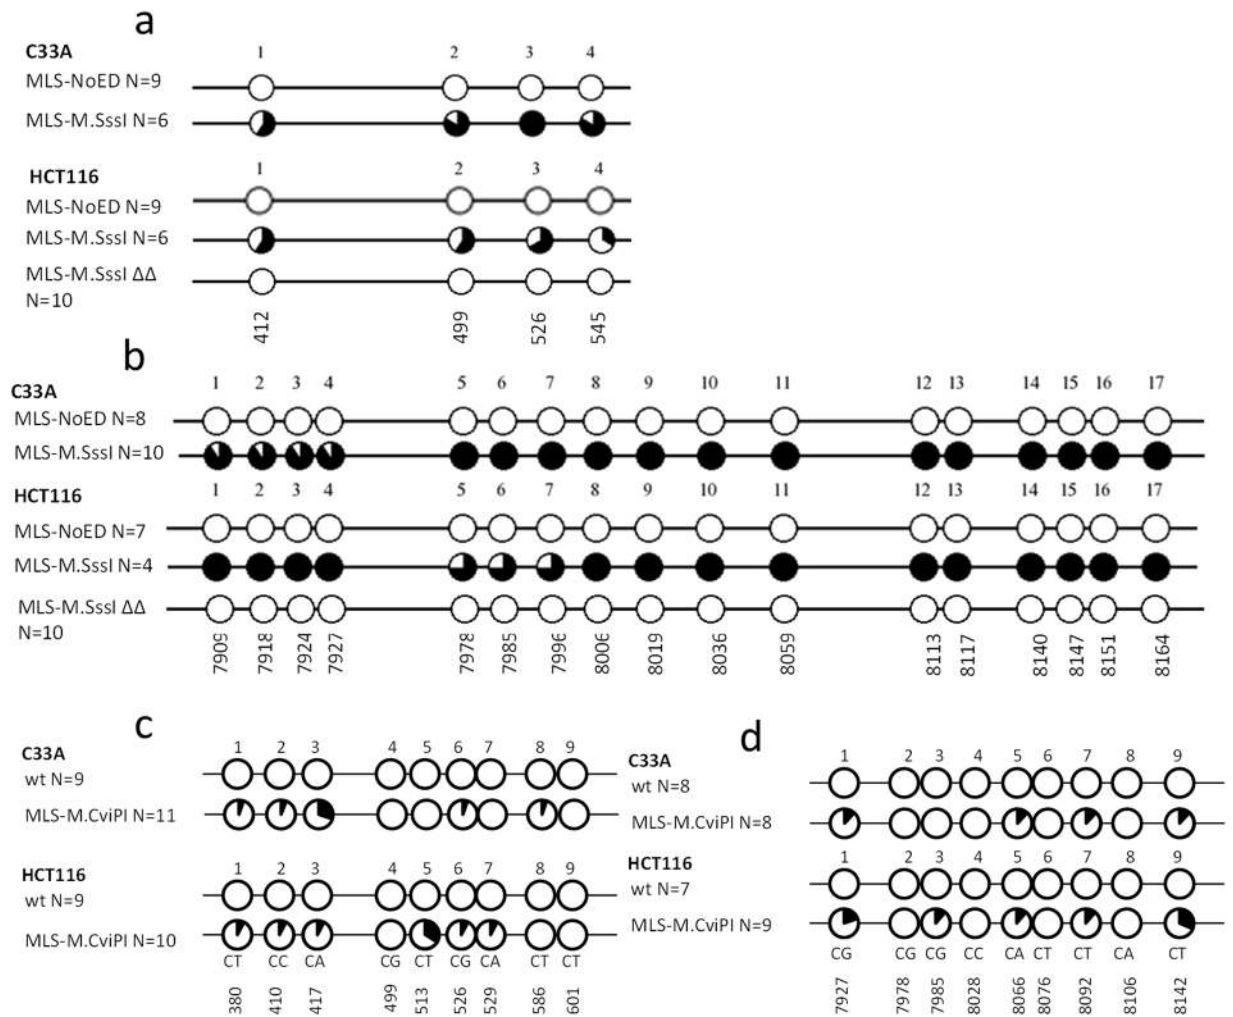 a
C33A 1 2 3 4
MLS-NoED N=9
MLS-M.SssI N=6
HCT116 1 2 3 4
MLS-NoED N=9
MLS-M.SssI N=6
MLS-M.SssI ΔΔ
N=10
412 499 526 545
b
C33A 1 2 3 4 5 6 7 8 9 10 11 12 13 14 15 16 17
MLS-NoED N=8
MLS-M.SssI N=10
HCT116 1 2 3 4 5 6 7 8 9 10 11 12 13 14 15 16 17
MLS-NoED N=7
MLS-M.SssI N=4
MLS-M.SssI ΔΔ
N=10
7909 7918 7924 7927 7978 7985 7996 8006 8019 8036 8059 8113 8117 8140 8147 8151 8164
c
C33A 1 2 3 4 5 6 7 8 9
wt N=9
MLS-M.CviPI N=11
HCT116 1 2 3 4 5 6 7 8 9
wt N=9
MLS-M.CviPI N=10
CT CC CA CG CT CG CA CT CT
380 410 417 499 513 526 529 586 601
d
C33A 1 2 3 4 5 6 7 8 9
wt N=8
MLS-M.CviPI N=8
HCT116 1 2 3 4 5 6 7 8 9
wt N=7
MLS-M.CviPI N=9
CG CG CG CC CA CT CT CA CT
7927 7978 7985 8028 8066 8076 8092 8106 8142